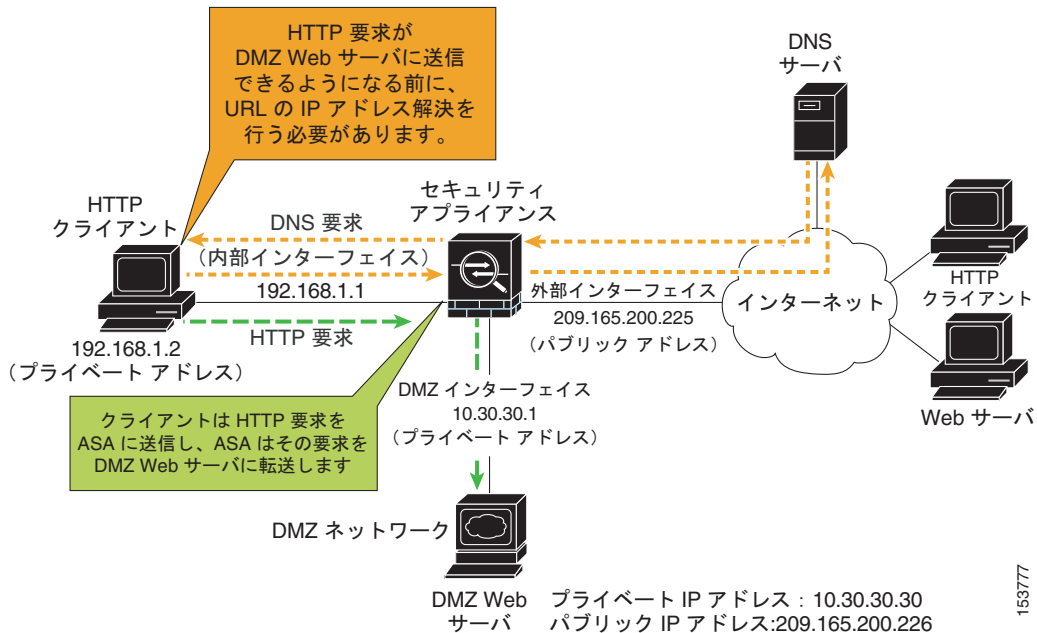 HTTP 要求が
DMZ Web サーバに送信
できるようになる前に、
URL の IP アドレス解決を
行う必要があります。
DNS
サーバ
HTTP
クライアント
セキュリティ
アプライアンス
DNS 要求
（内部インターフェイス）
192.168.1.1
HTTP 要求
192.168.1.2
（プライベート アドレス）
外部インターフェイス
209.165.200.225
（パブリック アドレス）
インターネット
HTTP
クライアント
Web サーバ
クライアントは HTTP 要求を
ASA に送信し、ASA はその要求を
DMZ Web サーバに転送します
DMZ インターフェイス
10.30.30.1
（プライベート アドレス）
DMZ ネットワーク
DMZ Web
サーバ
プライベート IP アドレス：10.30.30.30
パブリック IP アドレス:209.165.200.226
153777